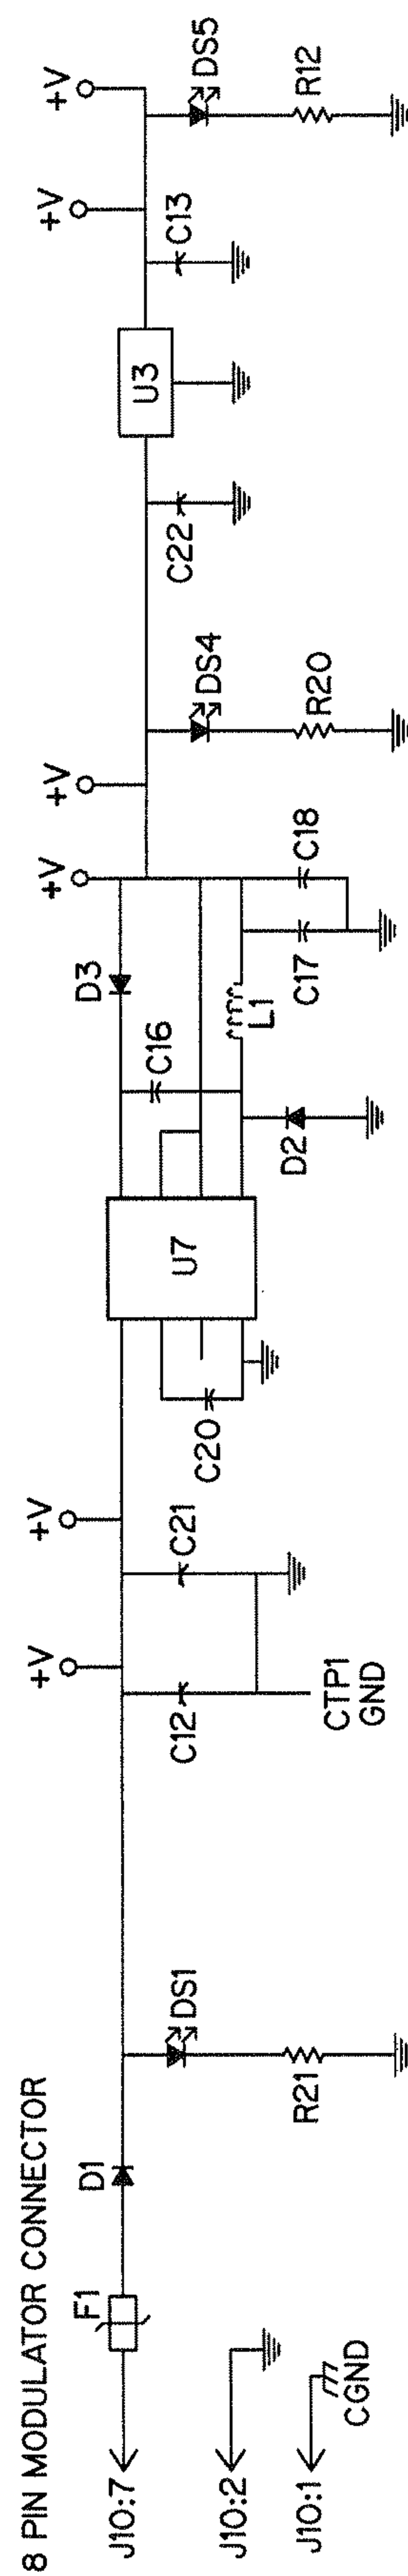 8 PIN MODULATOR CONNECTOR
J10:7
F1
D1
DS1
R21
J10:2
J10:1
CGND
+V
+V
C12
C21
CTP1
GND
C20
U7
D3
C16
L1
D2
C17
C18
+V
+V
DS4
R20
C22
U3
C13
+V
+V
DS5
R12